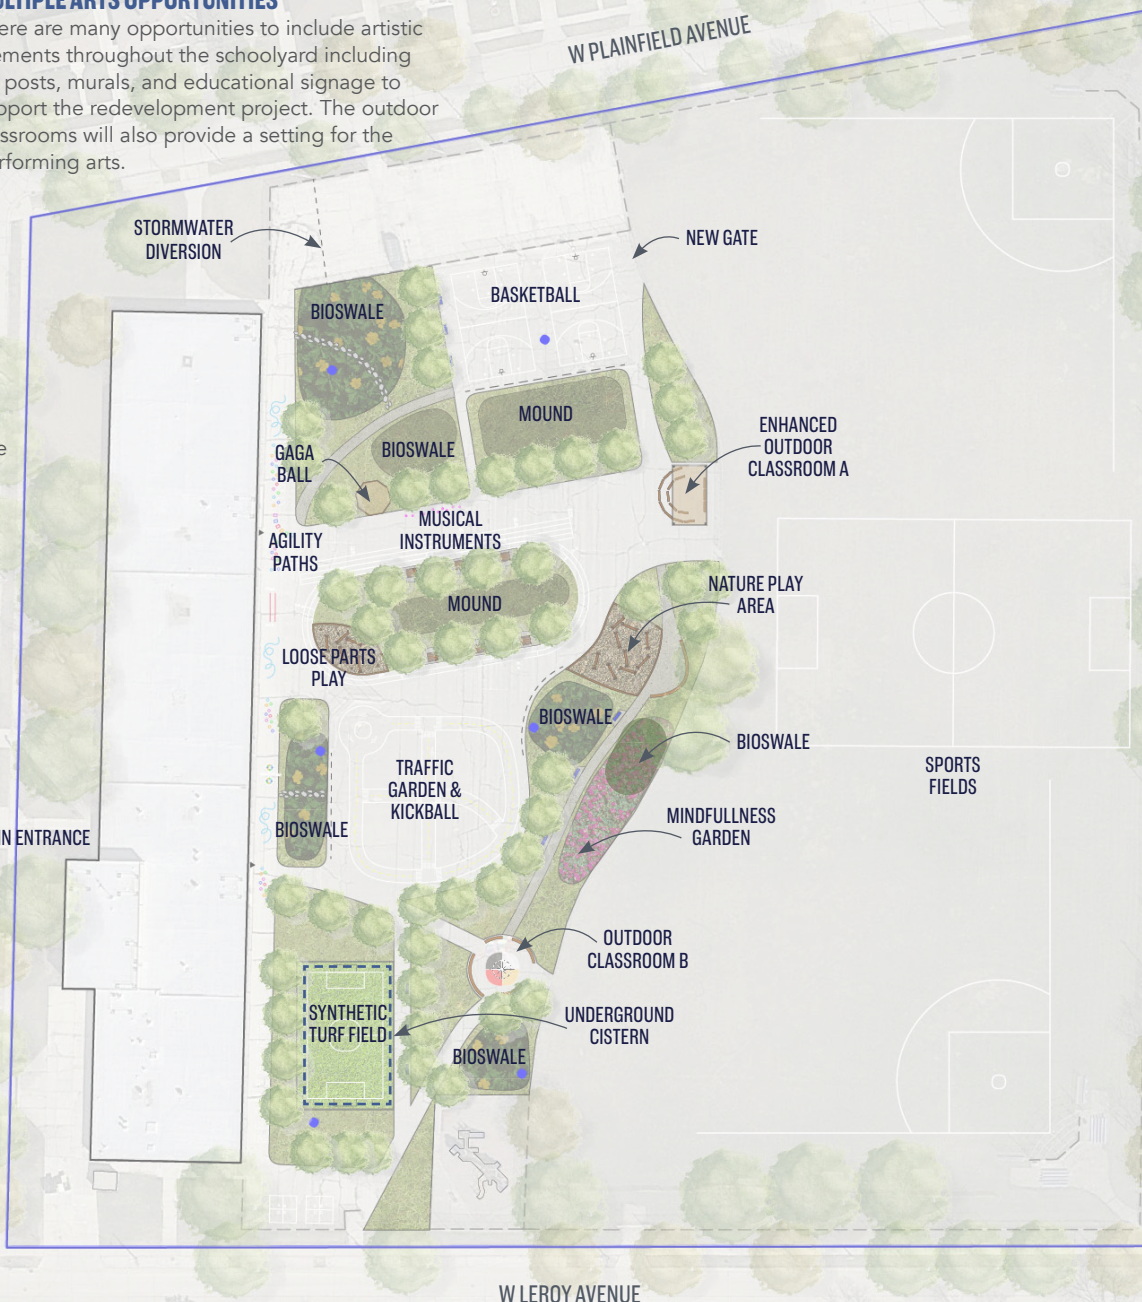 ULTIPLE ARTS OPPORTUNITIES
ere are many opportunities to include artistic
ements throughout the schoolyard including
posts, murals, and educational signage to
pport the redevelopment project. The outdoor
ssrooms will also provide a setting for the
rforming arts.
W PLAINFIELD AVENUE
STORMWATER
DIVERSION
NEW GATE
BASKETBALL
BIOSWALE
MOUND
ENHANCED
OUTDOOR
CLASSROOM A
e
BIOSWALE
GAGA
BALL
MUSICAL
INSTRUMENTS
AGILITY
PATHS
NATURE PLAY
AREA
MOUND
LOOSE PARTS
PLAY
BIOSWALE
BIOSWALE
SPORTS
FIELDS
TRAFFIC
GARDEN &
KICKBALL
MINDFULLNESS
GARDEN
BIOSWALE
N ENTRANCE
OUTDOOR
CLASSROOM B
SYNTHETIC
TURF FIELD
UNDERGROUND
CISTERN
BIOSWALE
W LEROY AVENUE